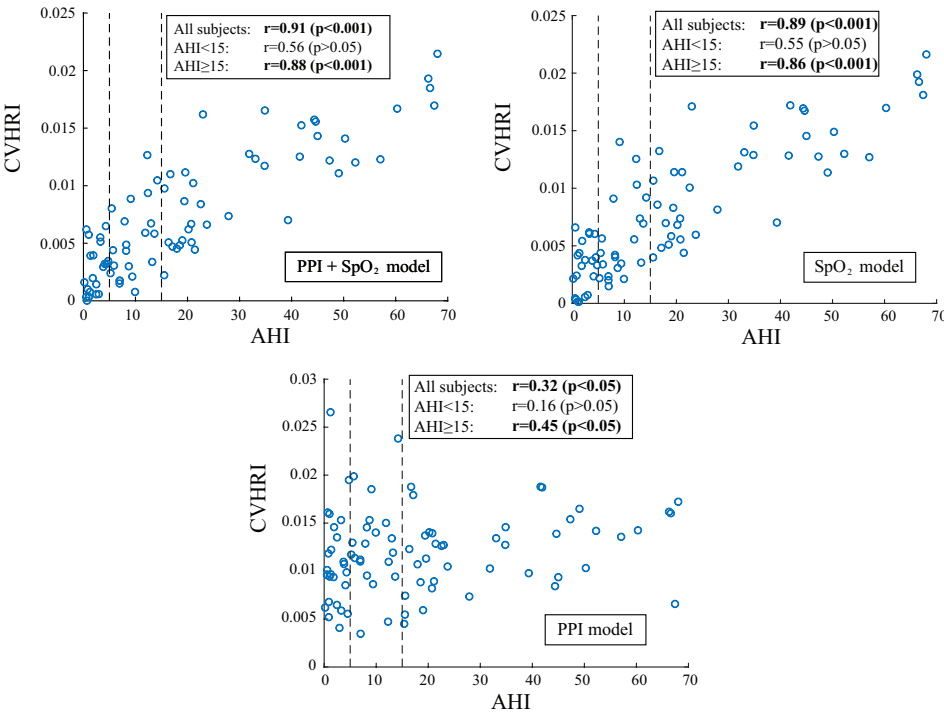 All subjects: r=0.91 (p<0.001)
AHI<15: r=0.56 (p>0.05)
AHI≥15: r=0.88 (p<0.001)
0.025
0.02
0.015
0.01
0.005
0
CVHRI
PPI + SpO₂ model
0 10 20 30 40 50 60 70
AHI
All subjects: r=0.89 (p<0.001)
AHI<15: r=0.55 (p>0.05)
AHI≥15: r=0.86 (p<0.001)
0.025
0.02
0.015
0.01
0.005
0
CVHRI
SpO₂ model
0 10 20 30 40 50 60 70
AHI
All subjects: r=0.32 (p<0.05)
AHI<15: r=0.16 (p>0.05)
AHI≥15: r=0.45 (p<0.05)
0.03
0.025
0.02
0.015
0.01
0.005
0
CVHRI
PPI model
0 10 20 30 40 50 60 70
AHI